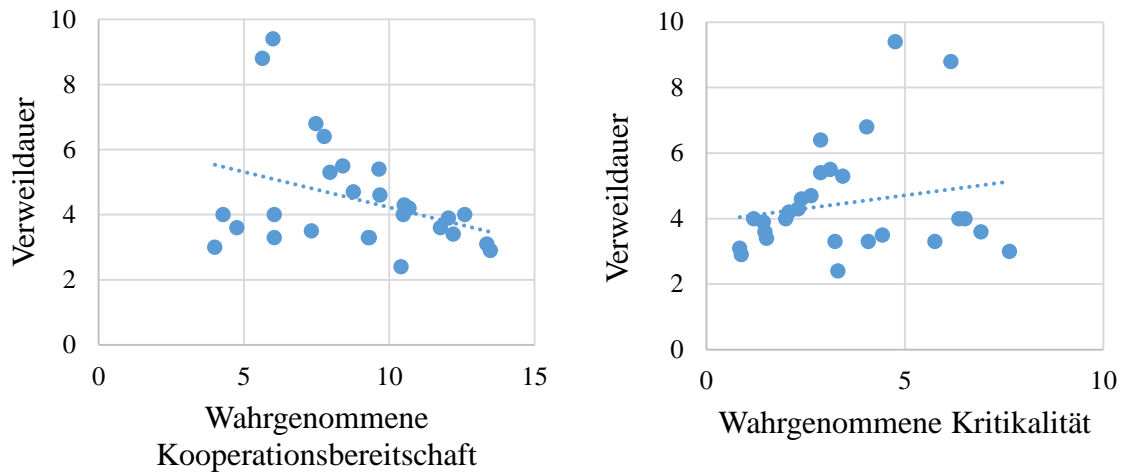 10
8
6
4
2
0
Verweildauer
0 5 10 15
Wahrgenommene
Kooperationsbereitschaft
10
8
6
4
2
0
Verweildauer
0 5 10
Wahrgenommene Kritikalität